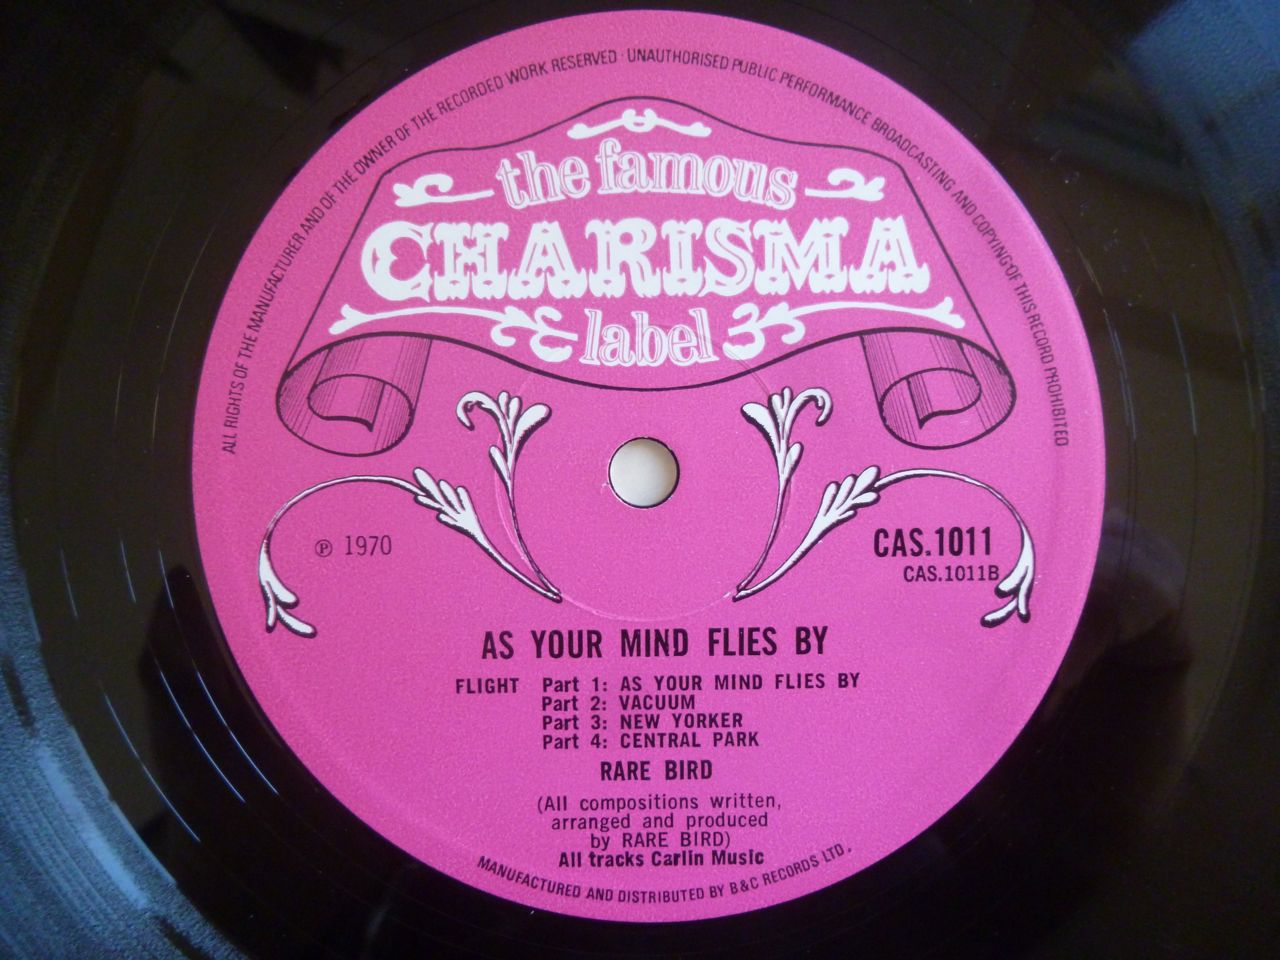 ALL RIGHTS OF THE MANUFACTURER AND OF THE OWNER OF THE RECORDED WORK RESERVED · UNAUTHORISED PUBLIC PERFORMANCE BROADCASTING AND COPYING OF THIS RECORD PROHIBITED
the famous
CHARISMA
label
℗ 1970
CAS.1011
CAS.1011B
AS YOUR MIND FLIES BY
FLIGHT Part 1: AS YOUR MIND FLIES BY
Part 2: VACUUM
Part 3: NEW YORKER
Part 4: CENTRAL PARK
RARE BIRD
(All compositions written,
arranged and produced
by RARE BIRD)
All tracks Carlin Music
MANUFACTURED AND DISTRIBUTED BY B&C RECORDS LTD.